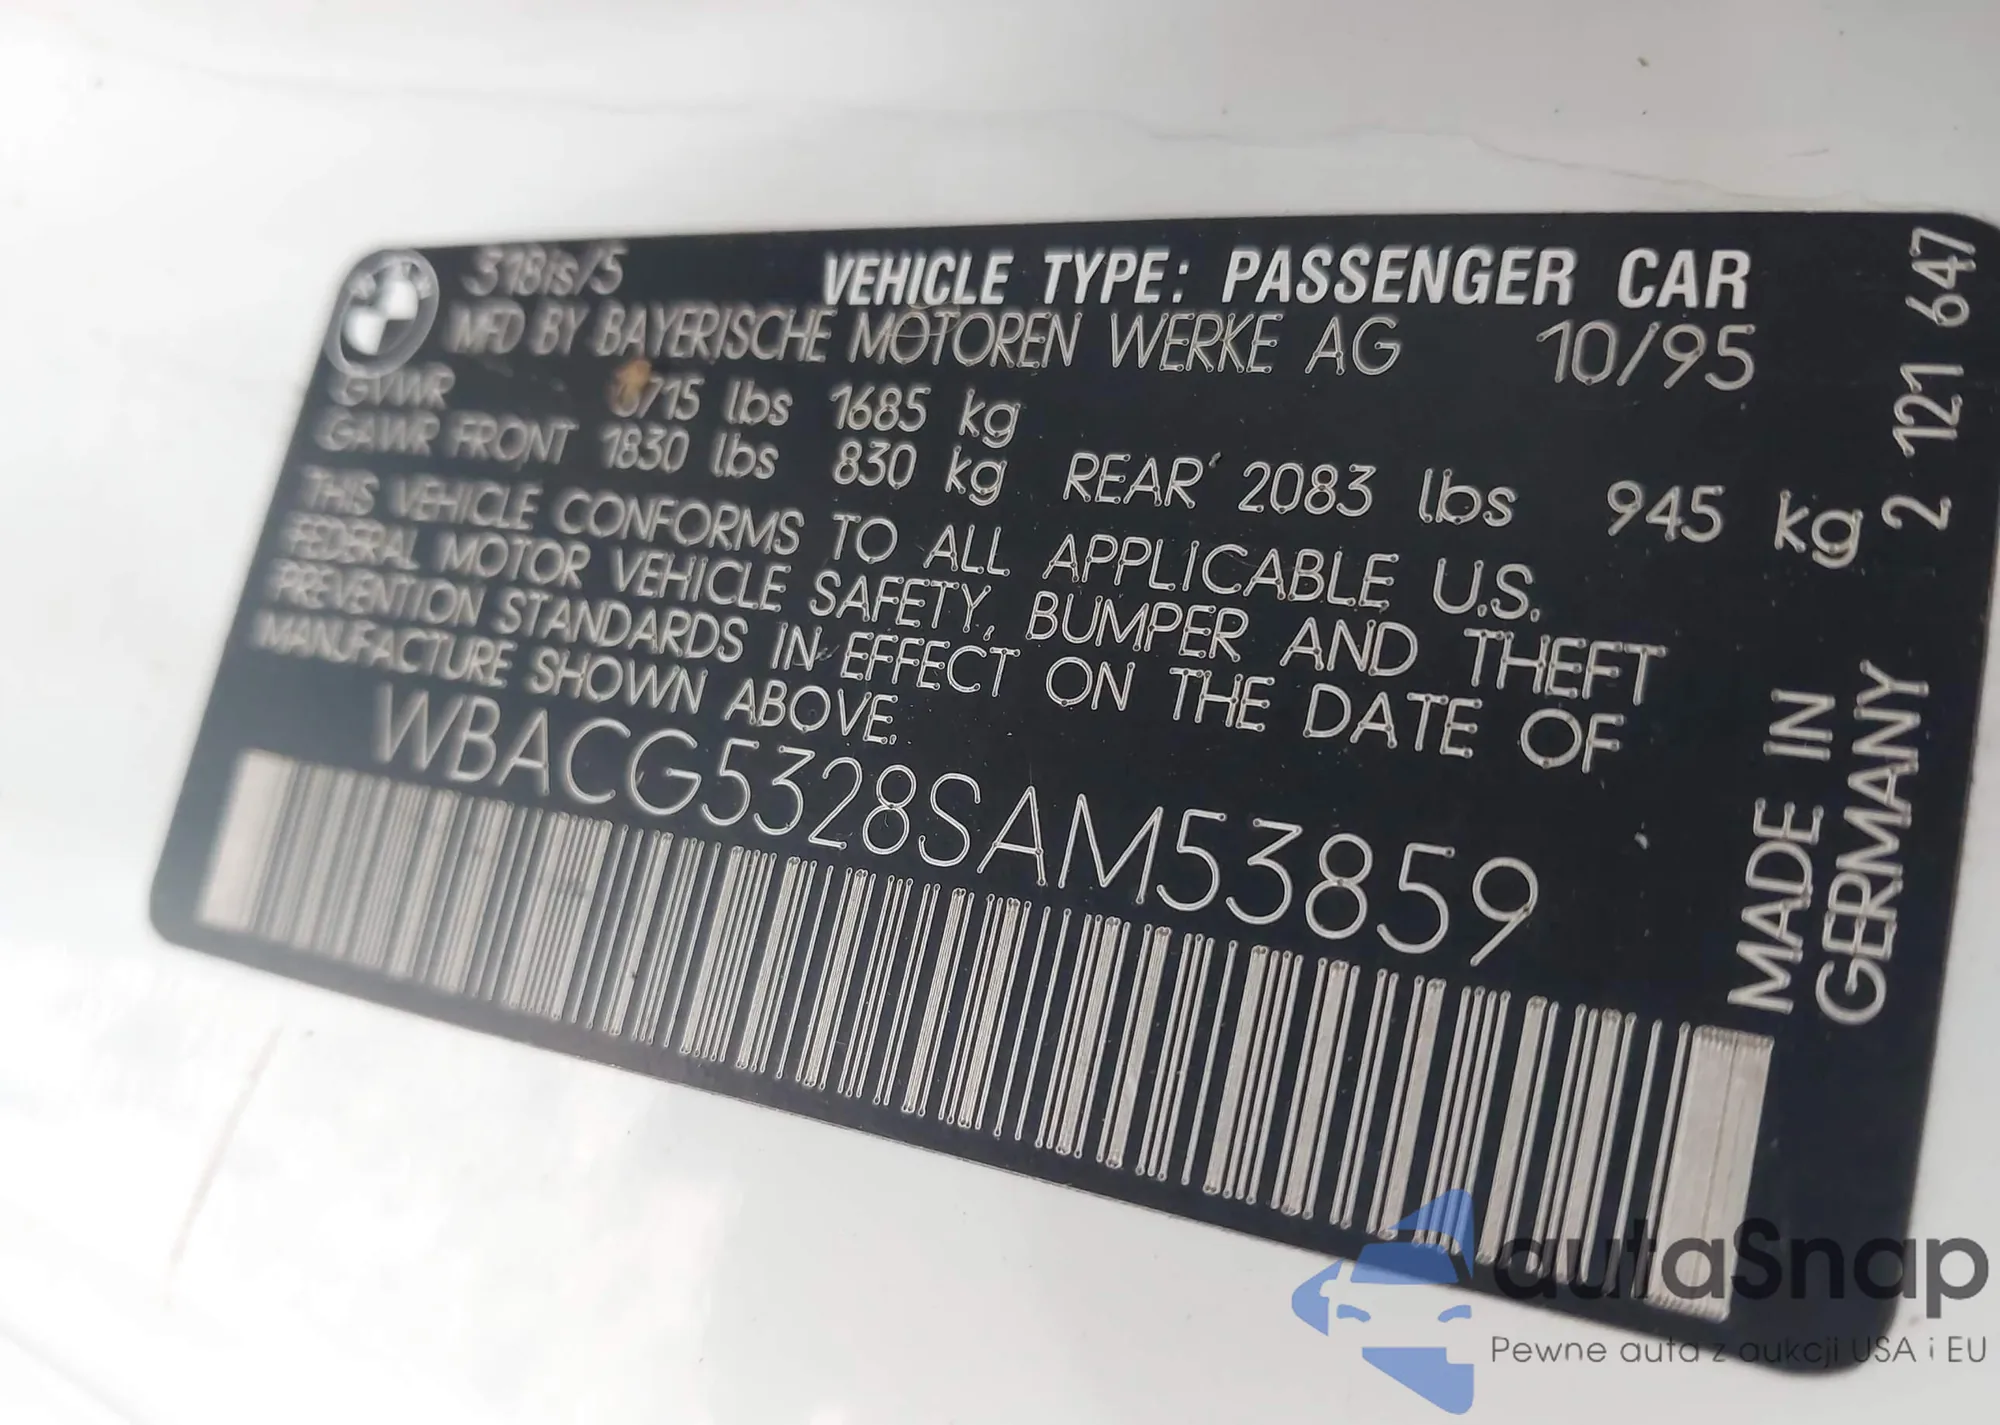 318is/5 VEHICLE TYPE: PASSENGER CAR
MFD BY BAYERISCHE MOTOREN WERKE AG 10/95
GVWR 3715 lbs 1685 kg
GAWR FRONT 1830 lbs 830 kg REAR 2083 lbs 945 kg
THIS VEHICLE CONFORMS TO ALL APPLICABLE U.S.
FEDERAL MOTOR VEHICLE SAFETY, BUMPER AND THEFT
PREVENTION STANDARDS IN EFFECT ON THE DATE OF
MANUFACTURE SHOWN ABOVE.
WBACG5328SAM53859
MADE IN
GERMANY
2 121 647
autaSnap
Pewne auta z aukcji USA i EU